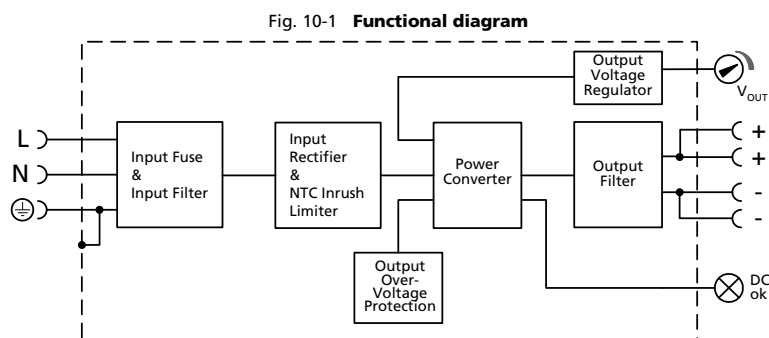 Fig. 10-1 Functional diagram
Output
Voltage
Regulator
V OUT
L
N
Input Fuse
&
Input Filter
Input
Rectifier
&
NTC Inrush
Limiter
Power
Converter
Output
Filter
+
+
-
-
Output
Over-
Voltage
Protection
DC
ok